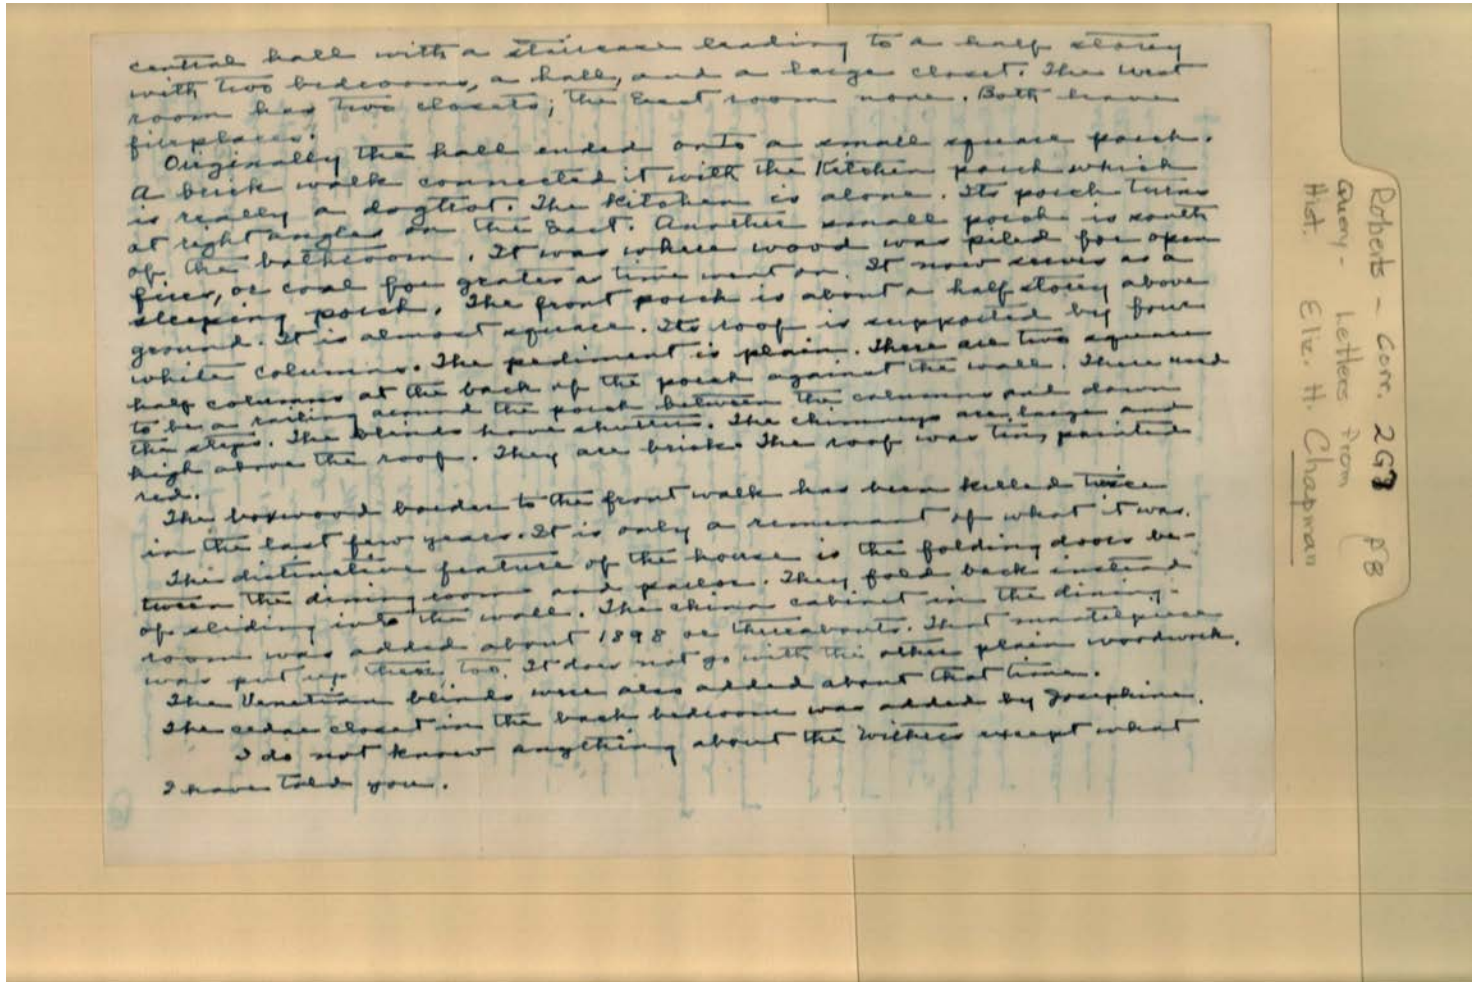 central hall with a staircase leading to a half storey
with two bedrooms, a hall, and a large closet. The west
room has two closets; the East room none. Both have
fireplaces.
Originally the hall ended onto a small square porch.
A brick walk connected it with the Kitchen porch which
is really a dogtrot. The kitchen is alone. Its porch turns
at right angles on the East. Another small porch is south
of the bathroom. It was where wood was piled for open
fires, or coal for grates as time went on. It now serves as a
sleeping porch. The front porch is about a half storey above
ground. It is almost square. Its roof is supported by four
white columns. The pediment is plain. There are two square
half columns at the back of the porch against the wall. There used
to be a railing around the porch between the columns and down
the steps. The blinds have shutters. The chimneys are large and
high above the roof. They are brick. The roof was tin, painted
red.
The boxwood border to the front walk has been killed twice
in the last few years. It is only a remenant of what it was.
The distinctive feature of the house is the folding doors be-
tween the dining room and parlor. They fold back instead
of sliding into the wall. The china cabinet in the dining-
room was added about 1898 or thereabouts. That mantelpiece
was put up then too. It does not go with the other plain woodwork.
The Venetian blinds were also added about that time.
The cedar closet in the back bedroom was added by Josephine.
I do not know anything about the Withers except what
I have told you.
Roberts - Corr. 2G7 f8
Query - Letters from
Hist. Eliz. H. Chapman